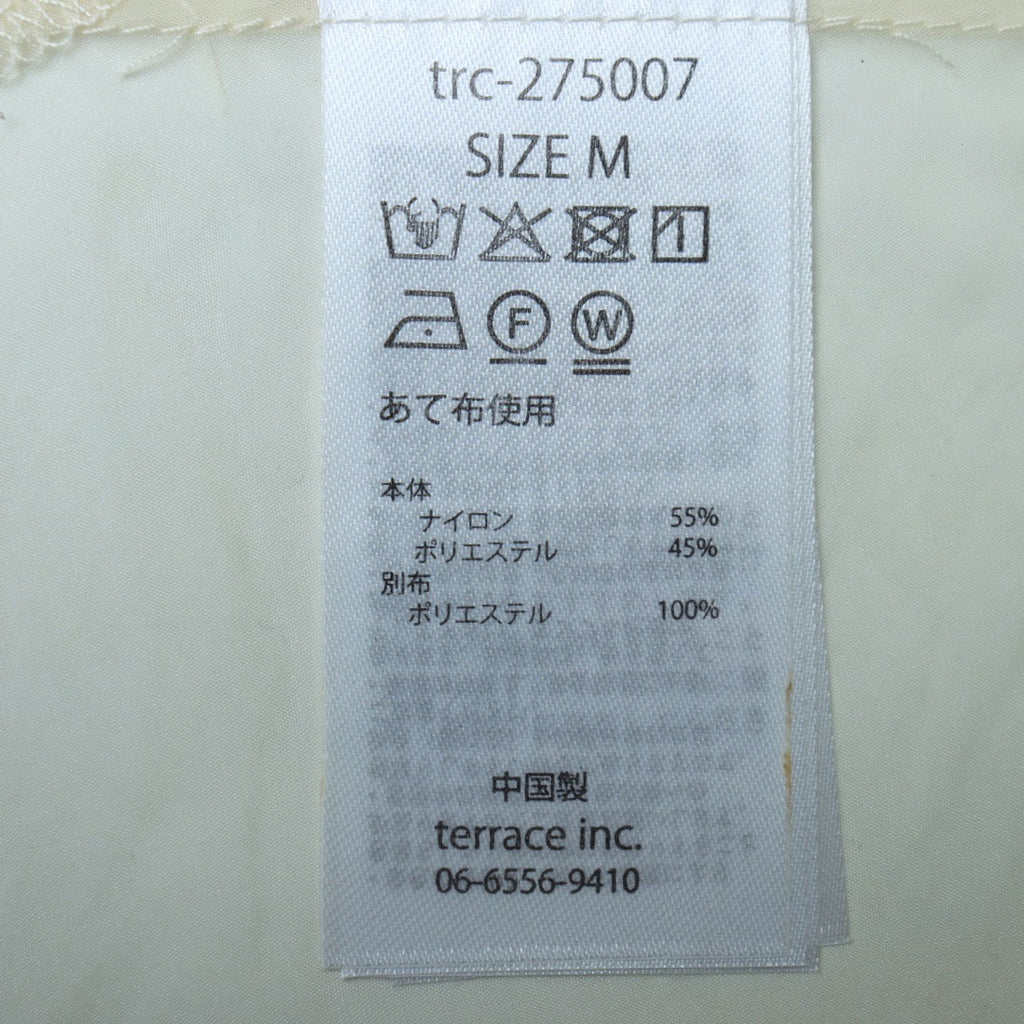 trc-275007
SIZE M
F W
あて布使用
本体
ナイロン 55%
ポリエステル 45%
別布
ポリエステル 100%
中国製
terrace inc.
06-6556-9410